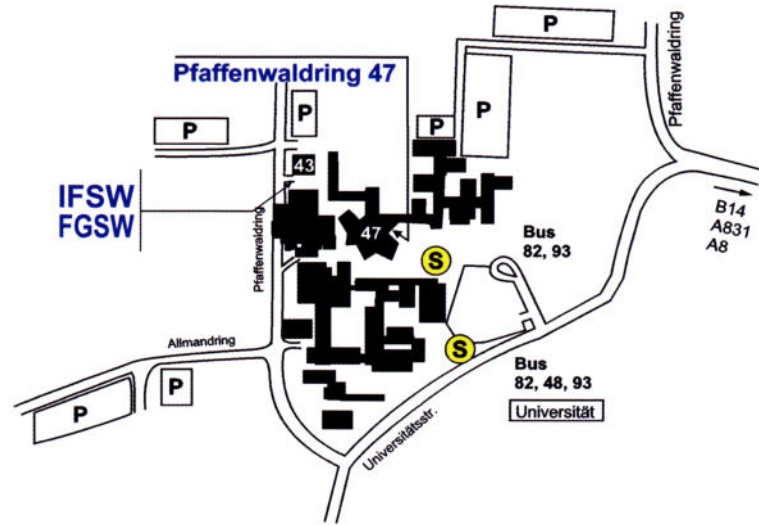 P
Pfaffenwaldring
Pfaffenwaldring 47
P
P
P
P
43
IFSW
FGSW
Pfaffenwaldring
47
S
Bus
82, 93
B14
A831
A8
Allmandring
S
P
P
Bus
82, 48, 93
Universität
Universitätsstr.